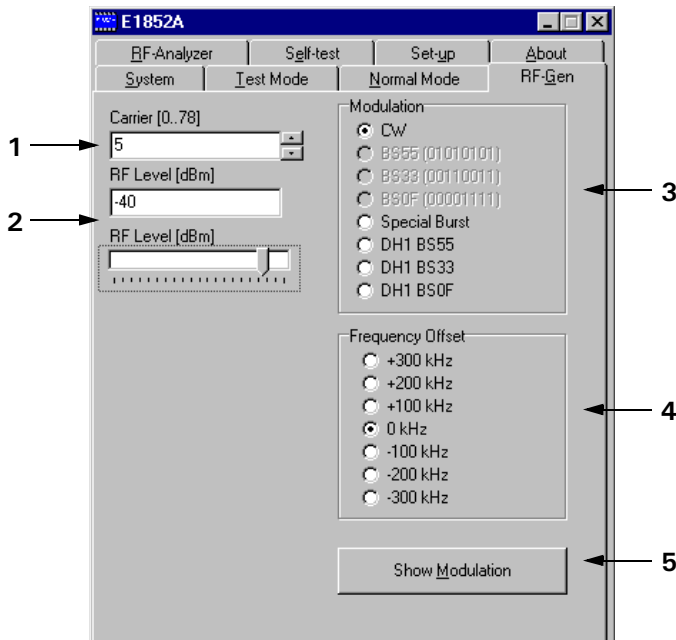 E1852A
RF-Analyzer
Self-test
Set-up
About
System
Test Mode
Normal Mode
RF-Gen
Carrier [0..78]
5
RF Level [dBm]
-40
RF Level [dBm]
Modulation
CW
BS55 (01010101)
BS33 (00110011)
BS0F (00001111)
Special Burst
DH1 BS55
DH1 BS33
DH1 BS0F
Frequency Offset
+300 kHz
+200 kHz
+100 kHz
0 kHz
-100 kHz
-200 kHz
-300 kHz
Show Modulation
1
2
3
4
5